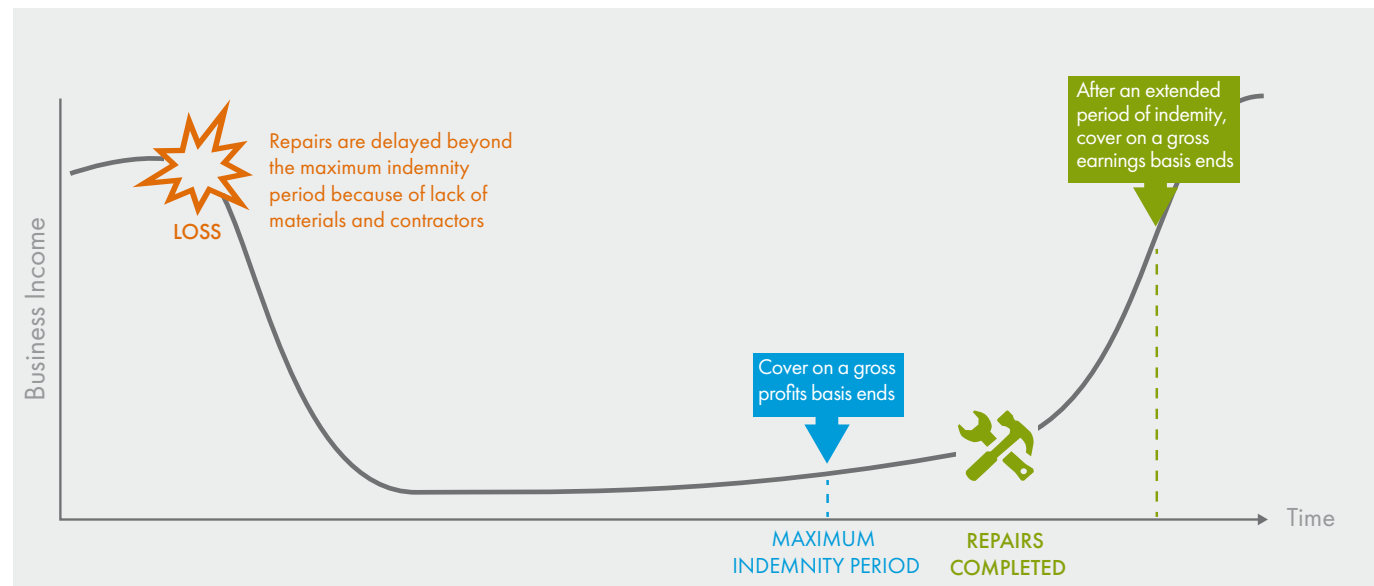 After an extended
period of indemity,
cover on a gross
earnings basis ends
Repairs are delayed beyond
the maximum indemnity
period because of lack of
materials and contractors
LOSS
Business Income
Cover on a gross
profits basis ends
Time
MAXIMUM
INDEMNITY PERIOD
REPAIRS
COMPLETED